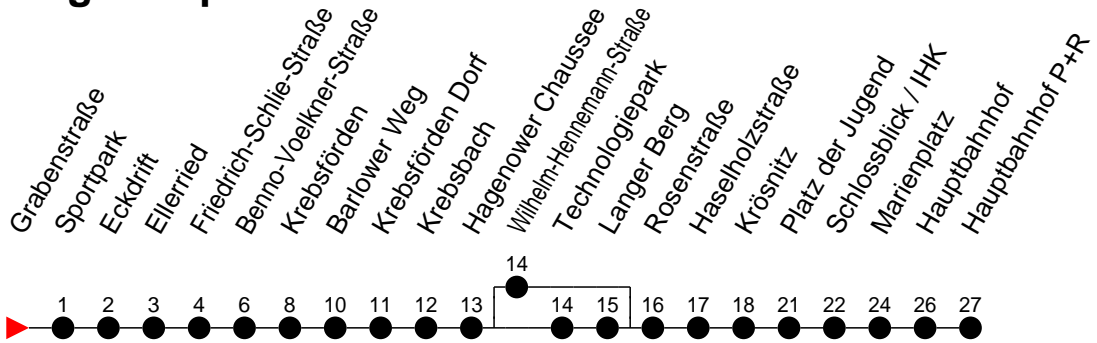 Grabenstraße
Sportpark
Eckdrift
Ellerried
Friedrich-Schlie-Straße
Benno-Voelkner-Straße
Krebsförden
Barlower Weg
Krebsförden Dorf
Krebsbach
Hagenower Chaussee
Wilhelm-Hennemann-Straße
Technologiepark
Langer Berg
Rosenstraße
Haselholzstraße
Krösnitz
Platz der Jugend
Schlossblick / IHK
Marienplatz
Hauptbahnhof
Hauptbahnhof P+R
14
1 2 3 4 6 8 10 11 12 13 14 15 16 17 18 21 22 24 26 27